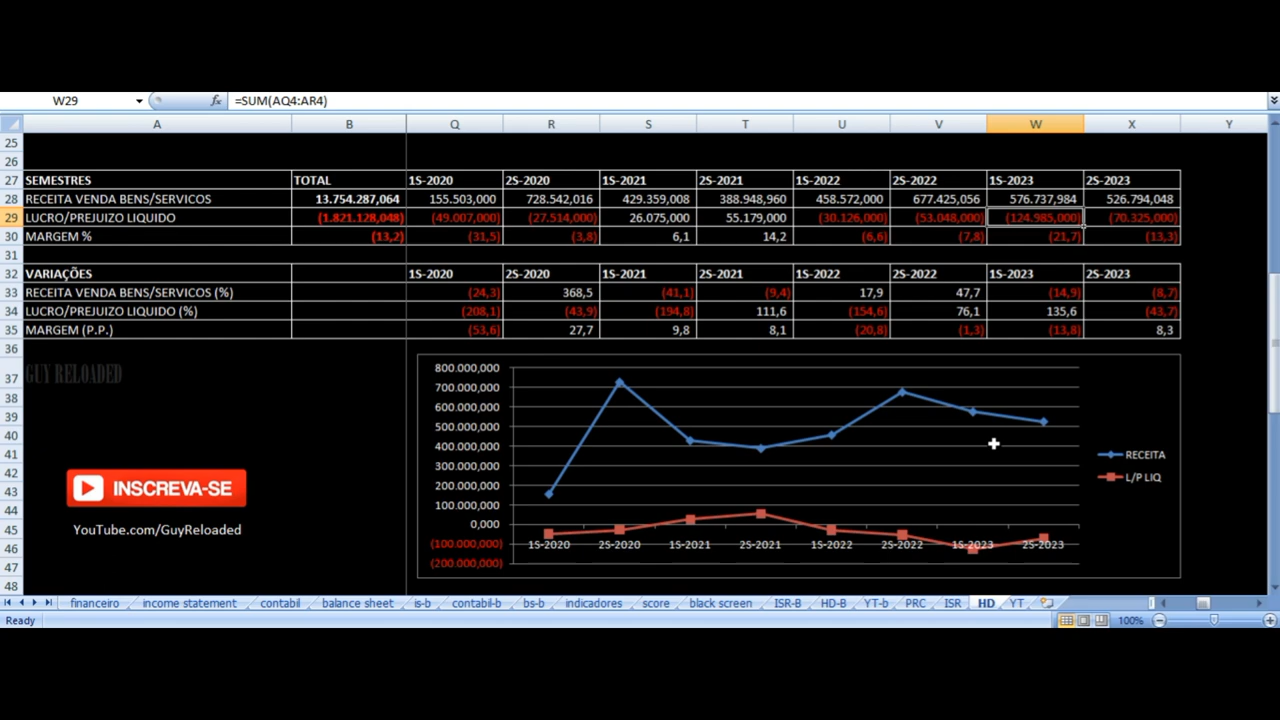 W29 fx =SUM(AQ4:AR4)
A B Q R S T U V W X Y
25
26
27 SEMESTRES TOTAL 1S-2020 2S-2020 1S-2021 2S-2021 1S-2022 2S-2022 1S-2023 2S-2023
28 RECEITA VENDA BENS/SERVICOS 13.754.287,064 155.503,000 728.542,016 429.359,008 388.948,960 458.572,000 677.425,056 576.737,984 526.794,048
29 LUCRO/PREJUIZO LIQUIDO (1.821.128,048) (49.007,000) (27.514,000) 26.075,000 55.179,000 (30.126,000) (53.048,000) (124.985,000) (70.325,000)
30 MARGEM % (13,2) (31,5) (3,8) 6,1 14,2 (6,6) (7,8) (21,7) (13,3)
31
32 VARIAÇÕES 1S-2020 2S-2020 1S-2021 2S-2021 1S-2022 2S-2022 1S-2023 2S-2023
33 RECEITA VENDA BENS/SERVICOS (%) (24,3) 368,5 (41,1) (9,4) 17,9 47,7 (14,9) (8,7)
34 LUCRO/PREJUIZO LIQUIDO (%) (208,1) (43,9) (194,8) 111,6 (154,6) 76,1 135,6 (43,7)
35 MARGEM (P.P.) (53,6) 27,7 9,8 8,1 (20,8) (1,3) (13,8) 8,3
36
37 GUY RELOADED
38
39
40
41
42
43
44
45
46
47
48
800.000,000
700.000,000
600.000,000
500.000,000
400.000,000
300.000,000
200.000,000
100.000,000
0,000
(100.000,000)
(200.000,000)
1S-2020 2S-2020 1S-2021 2S-2021 1S-2022 2S-2022 1S-2023 2S-2023
RECEITA
L/P LIQ
INSCREVA-SE
YouTube.com/GuyReloaded
financeiro income statement contabil balance sheet is-b contabil-b bs-b indicadores score black screen ISR-B HD-B YT-b PRC ISR HD YT
Ready 100%